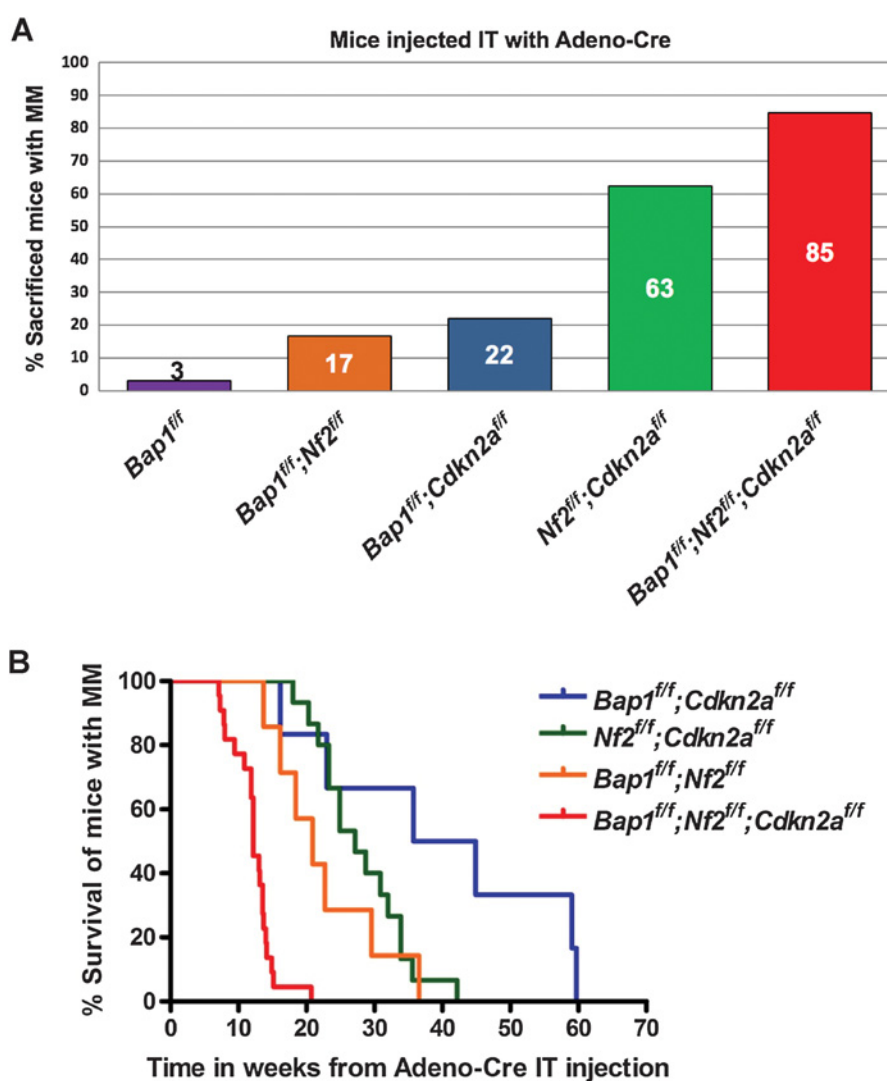 A
Mice injected IT with Adeno-Cre
% Sacrificed mice with MM
100
90
80
70
60
50
40
30
20
10
0
3
17
22
63
85
Bap1f/f
Bap1f/f;Nf2f/f
Bap1f/f;Cdkn2af/f
Nf2f/f;Cdkn2af/f
Bap1f/f;Nf2f/f;Cdkn2af/f
B
% Survival of mice with MM
100
80
60
40
20
0
0 10 20 30 40 50 60 70
Time in weeks from Adeno-Cre IT injection
Bap1f/f;Cdkn2af/f
Nf2f/f;Cdkn2af/f
Bap1f/f;Nf2f/f
Bap1f/f;Nf2f/f;Cdkn2af/f